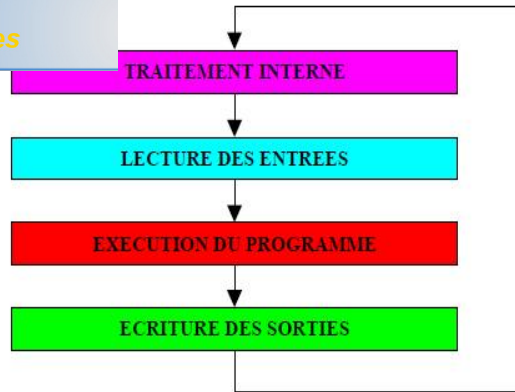 es
TRAITEMENT INTERNE
LECTURE DES ENTREES
EXECUTION DU PROGRAMME
ECRITURE DES SORTIES